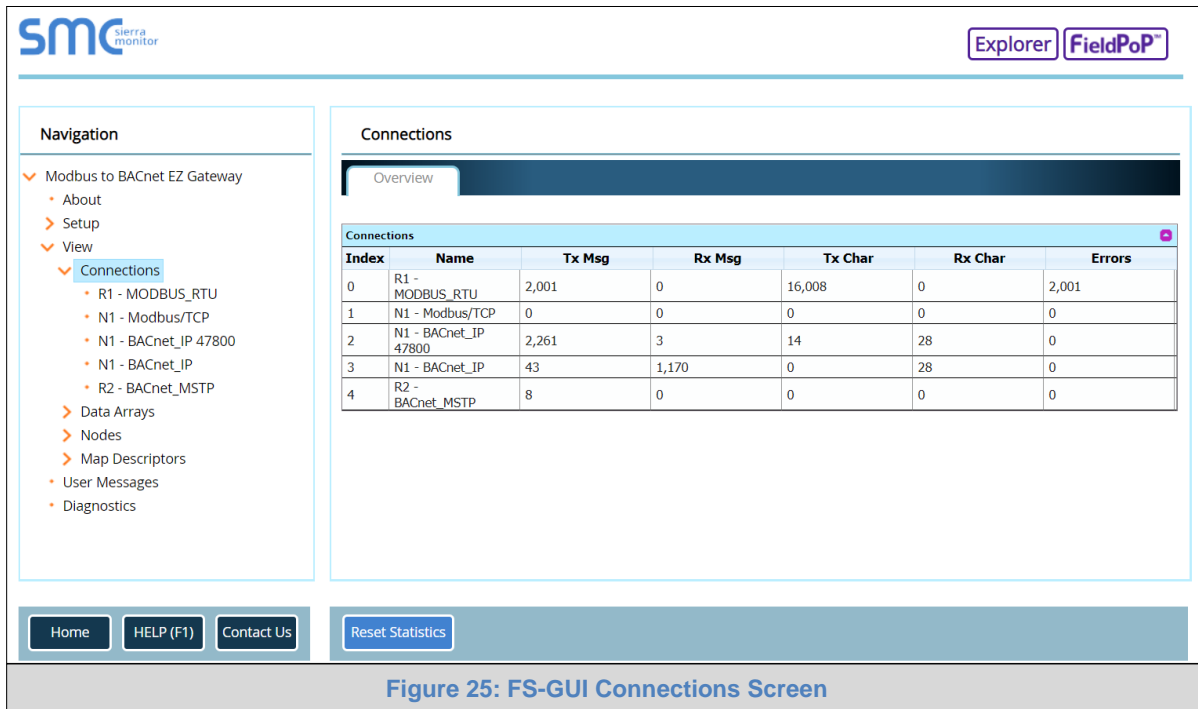 SMC sierra monitor
Explorer FieldPoP™
Navigation
Modbus to BACnet EZ Gateway
About
Setup
View
Connections
R1 - MODBUS_RTU
N1 - Modbus/TCP
N1 - BACnet_IP 47800
N1 - BACnet_IP
R2 - BACnet_MSTP
Data Arrays
Nodes
Map Descriptors
User Messages
Diagnostics
Connections
Overview
Connections
Index Name Tx Msg Rx Msg Tx Char Rx Char Errors
0 R1 - MODBUS_RTU 2,001 0 16,008 0 2,001
1 N1 - Modbus/TCP 0 0 0 0 0
2 N1 - BACnet_IP 47800 2,261 3 14 28 0
3 N1 - BACnet_IP 43 1,170 0 28 0
4 R2 - BACnet_MSTP 8 0 0 0 0
Home HELP (F1) Contact Us
Reset Statistics
Figure 25: FS-GUI Connections Screen